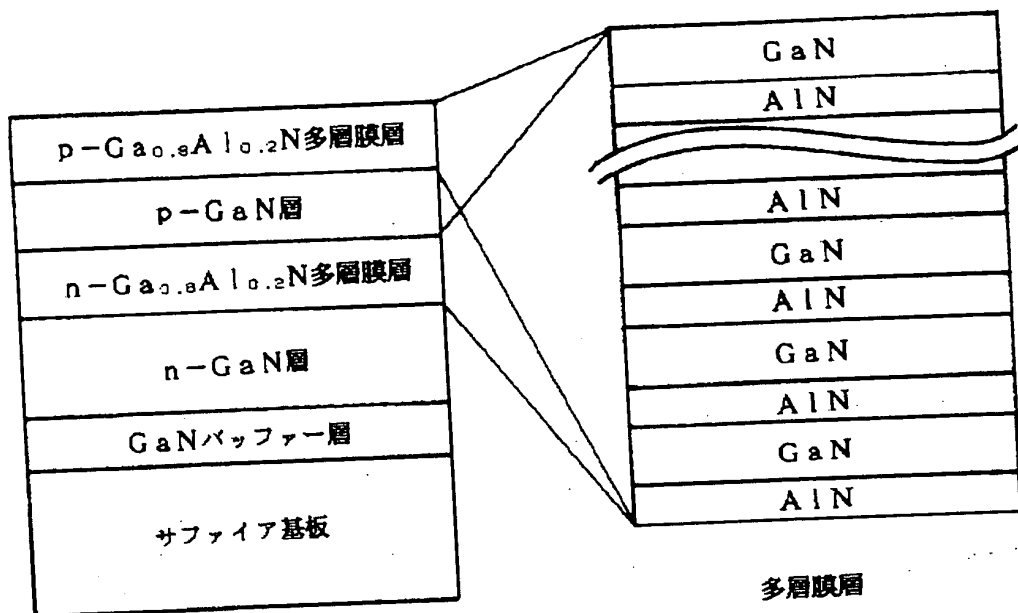 p－Ga₀.₈Al₀.₂N多層膜層
p－GaN層
n－Ga₀.₈Al₀.₂N多層膜層
n－GaN層
GaNバッファー層
サファイア基板
GaN
AlN
AlN
GaN
AlN
GaN
AlN
GaN
AlN
多層膜層